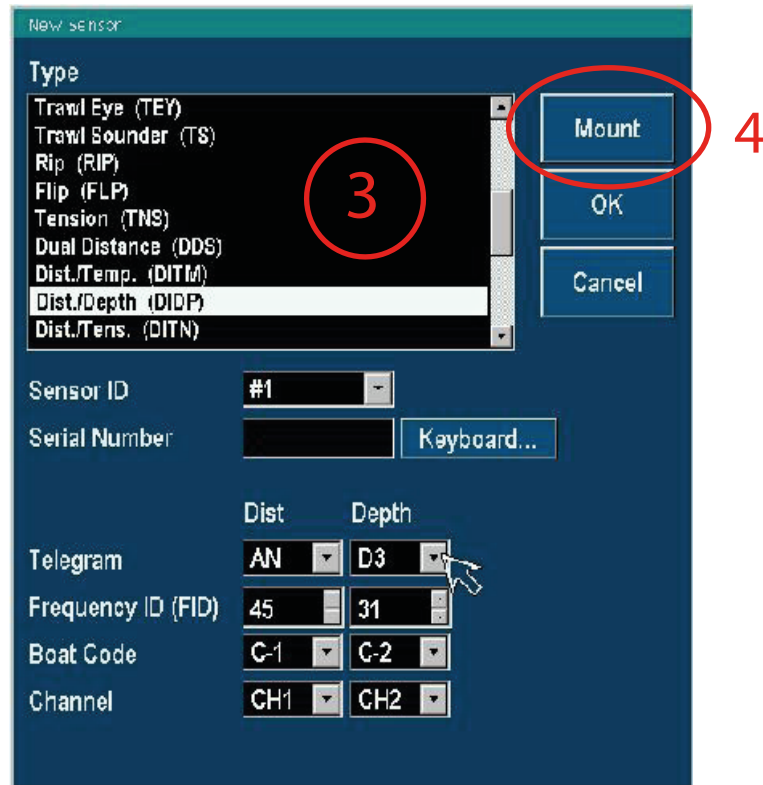 New sensor
Type
Trawl Eye (TEY)
Trawl Sounder (TS)
Rip (RIP)
Flip (FLP)
Tension (TNS)
Dual Distance (DDS)
Dist./Temp. (DITM)
Dist./Depth (DIDP)
Dist./Tens. (DITN)
3
Mount
4
OK
Cancel
Sensor ID #1
Serial Number Keyboard...
Dist Depth
Telegram AN D3
Frequency ID (FID) 45 31
Boat Code C-1 C-2
Channel CH1 CH2